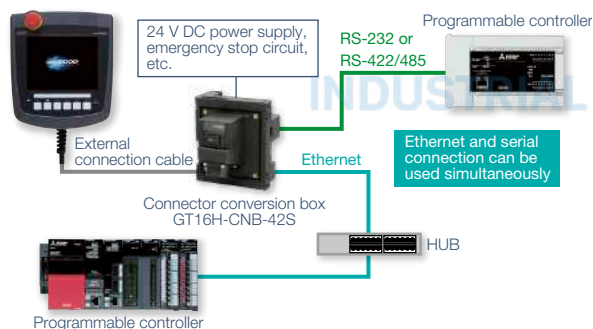 Programmable controller
24 V DC power supply,
emergency stop circuit,
etc.
RS-232 or
RS-422/485
INDUSTRIAL
External
connection cable
Ethernet
Ethernet and serial
connection can be
used simultaneously
Connector conversion box
GT16H-CNB-42S
HUB
Programmable controller